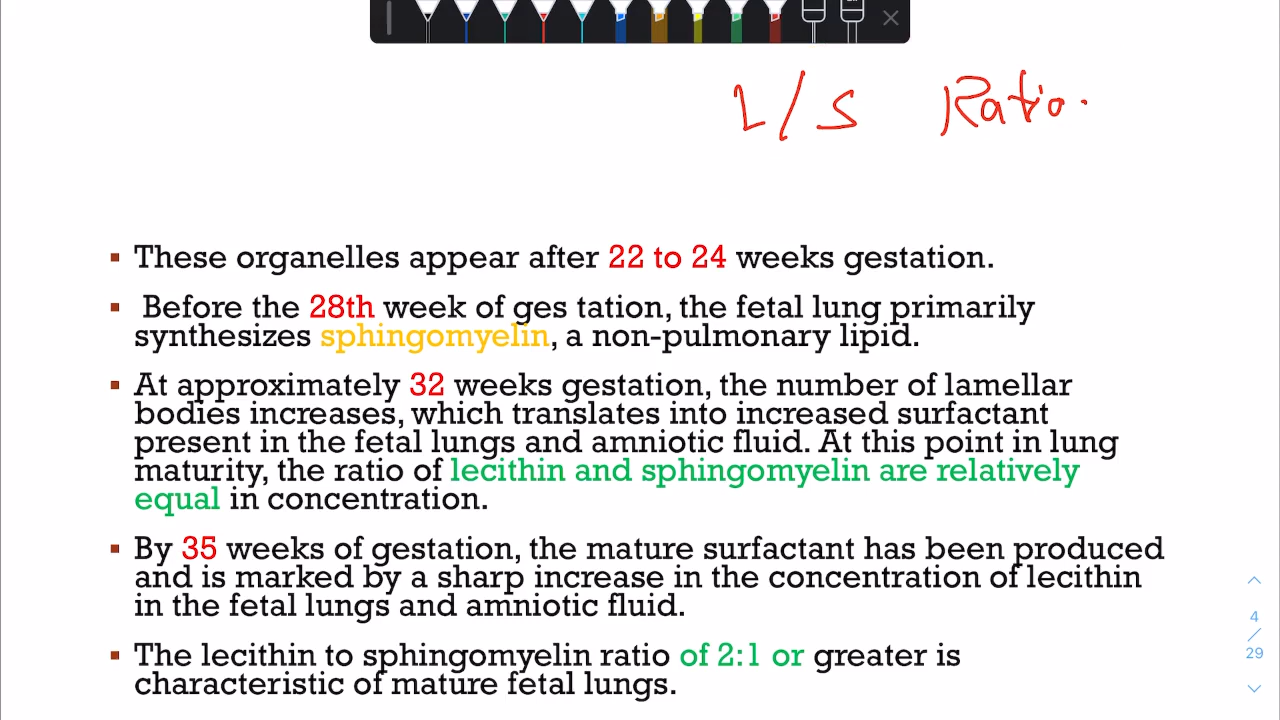 L/S Ratio.
▪ These organelles appear after 22 to 24 weeks gestation.
▪ Before the 28th week of ges tation, the fetal lung primarily
synthesizes sphingomyelin, a non-pulmonary lipid.
▪ At approximately 32 weeks gestation, the number of lamellar
bodies increases, which translates into increased surfactant
present in the fetal lungs and amniotic fluid. At this point in lung
maturity, the ratio of lecithin and sphingomyelin are relatively
equal in concentration.
▪ By 35 weeks of gestation, the mature surfactant has been produced
and is marked by a sharp increase in the concentration of lecithin
in the fetal lungs and amniotic fluid.
▪ The lecithin to sphingomyelin ratio of 2:1 or greater is
characteristic of mature fetal lungs.
4
/
29